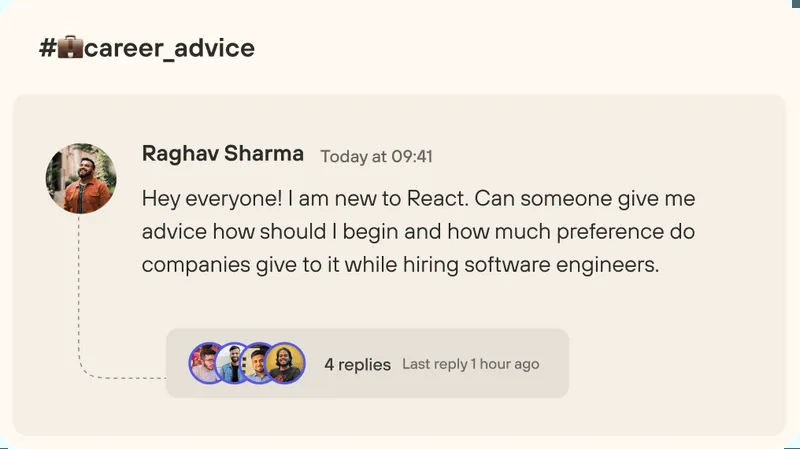 #💼career_advice
Raghav Sharma Today at 09:41
Hey everyone! I am new to React. Can someone give me
advice how should I begin and how much preference do
companies give to it while hiring software engineers.
4 replies Last reply 1 hour ago